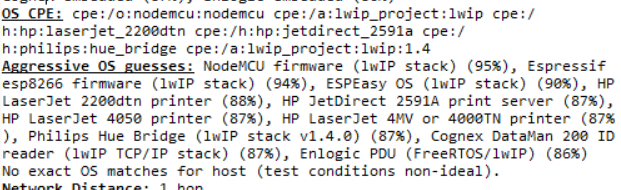 OS CPE: cpe:/o:nodemcu:nodemcu cpe:/a:lwip_project:lwip cpe:/
h:hp:laserjet_2200dtn cpe:/h:hp:jetdirect_2591a cpe:/
h:philips:hue_bridge cpe:/a:lwip_project:lwip:1.4
Aggressive OS guesses: NodeMCU firmware (lwIP stack) (95%), Espressif
esp8266 firmware (lwIP stack) (94%), ESPEasy OS (lwIP stack) (90%), HP
LaserJet 2200dtn printer (88%), HP JetDirect 2591A print server (87%),
HP LaserJet 4050 printer (87%), HP LaserJet 4MV or 4000TN printer (87%
), Philips Hue Bridge (lwIP stack v1.4.0) (87%), Cognex DataMan 200 ID
reader (lwIP TCP/IP stack) (87%), Enlogic PDU (FreeRTOS/lwIP) (86%)
No exact OS matches for host (test conditions non-ideal).
Network Distance: 1 hop